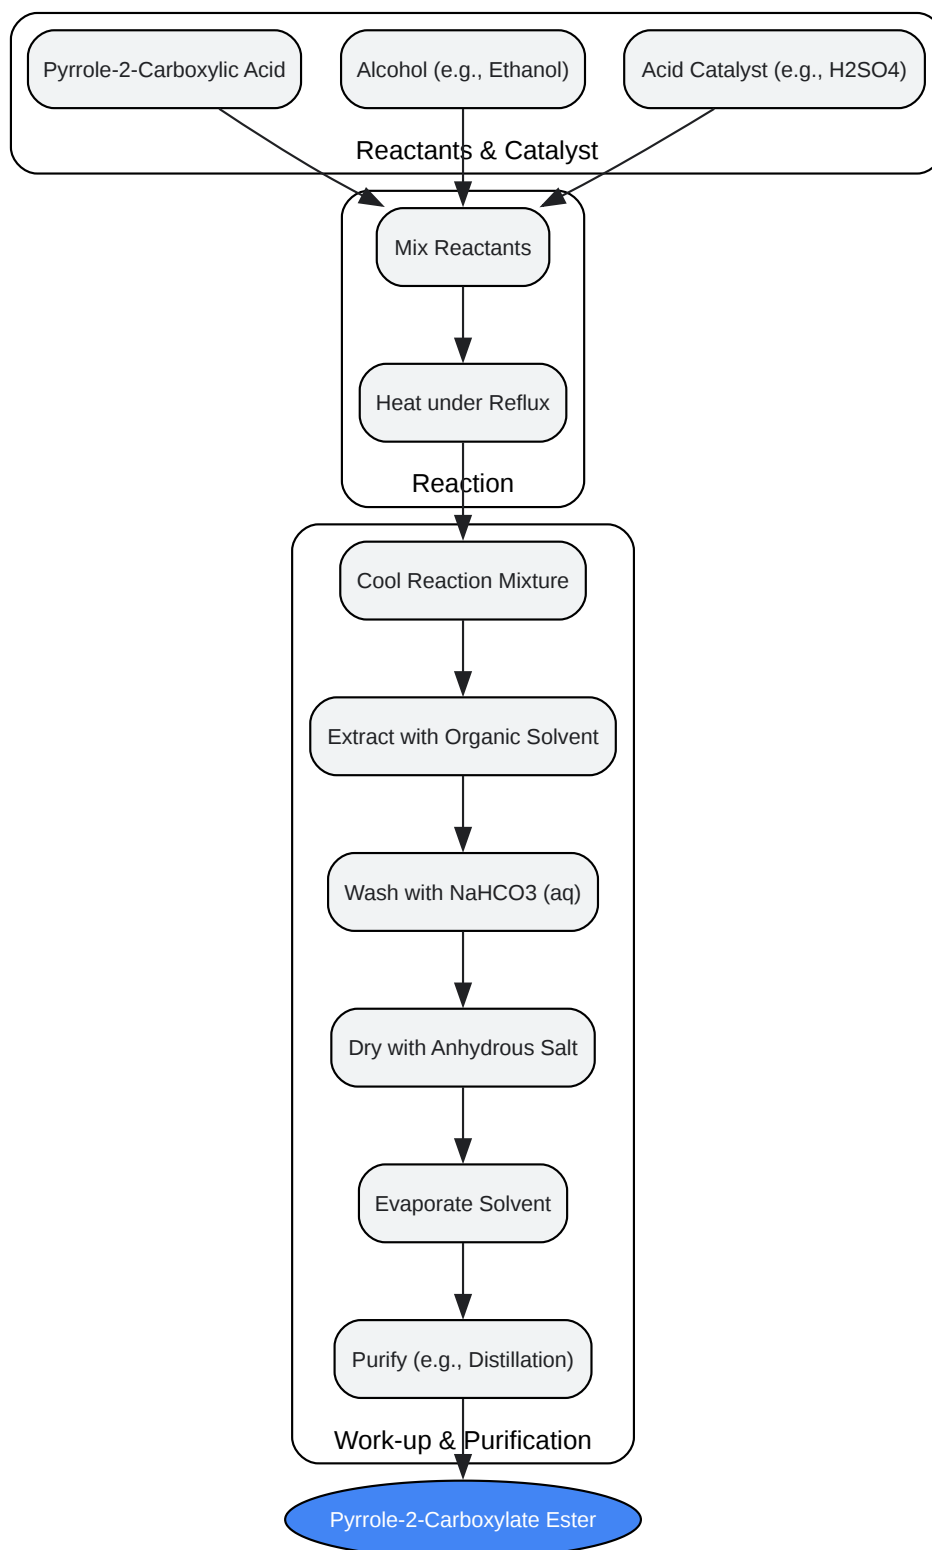 Pyrrole-2-Carboxylic Acid
Alcohol (e.g., Ethanol)
Acid Catalyst (e.g., H2SO4)
Reactants & Catalyst
Mix Reactants
Heat under Reflux
Reaction
Cool Reaction Mixture
Extract with Organic Solvent
Wash with NaHCO3 (aq)
Dry with Anhydrous Salt
Evaporate Solvent
Purify (e.g., Distillation)
Work-up & Purification
Pyrrole-2-Carboxylate Ester